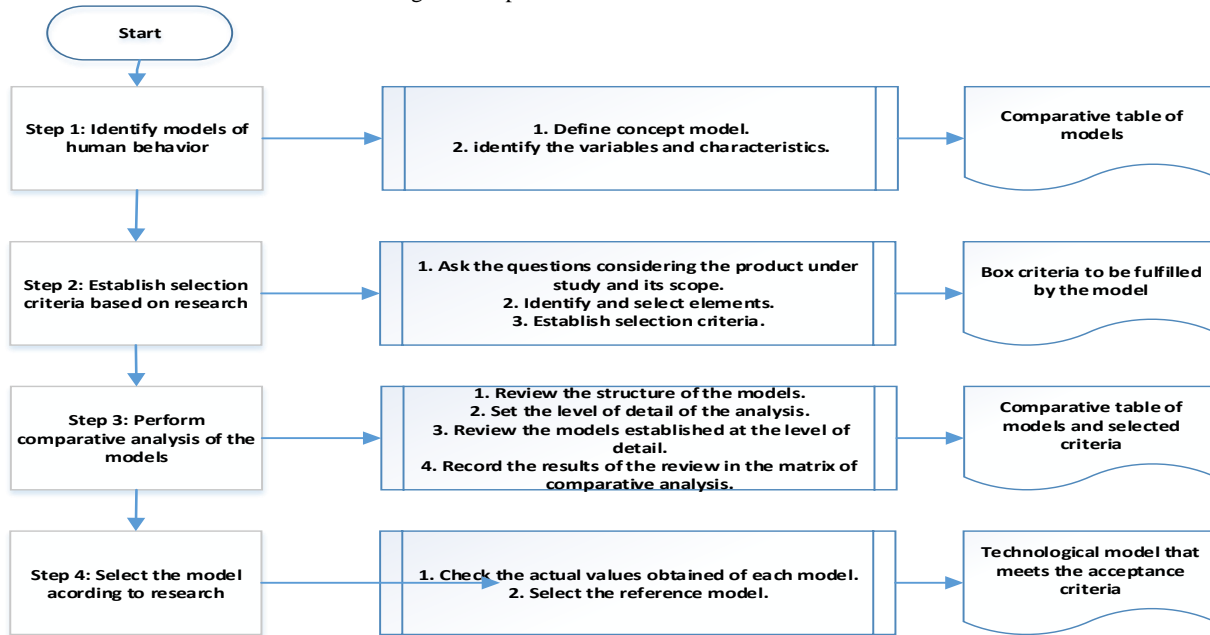 Start
Step 1: Identify models of
human behavior
1. Define concept model.
2. identify the variables and characteristics.
Comparative table of
models
Step 2: Establish selection
criteria based on research
1. Ask the questions considering the product under
study and its scope.
2. Identify and select elements.
3. Establish selection criteria.
Box criteria to be fulfilled
by the model
Step 3: Perform
comparative analysis of the
models
1. Review the structure of the models.
2. Set the level of detail of the analysis.
3. Review the models established at the level of
detail.
4. Record the results of the review in the matrix of
comparative analysis.
Comparative table of
models and selected
criteria
Step 4: Select the model
acording to research
1. Check the actual values obtained of each model.
2. Select the reference model.
Technological model that
meets the acceptance
criteria